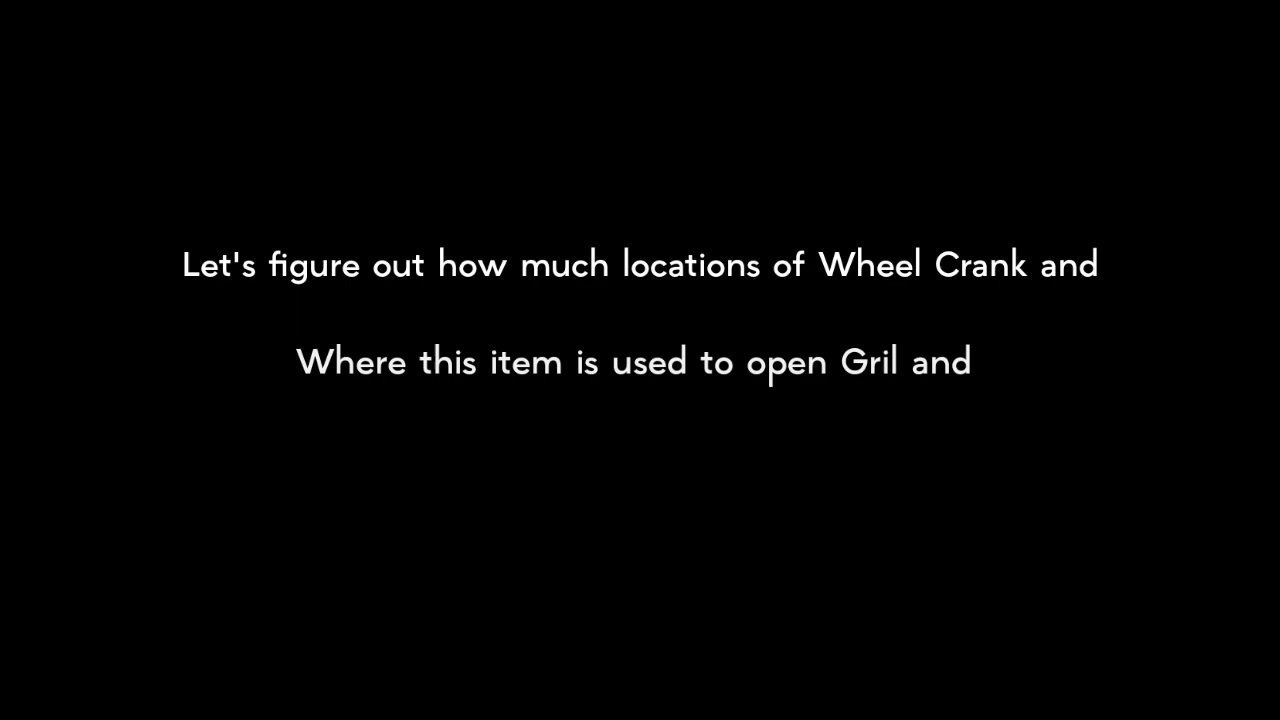 Let's figure out how much locations of Wheel Crank and
Where this item is used to open Gril and